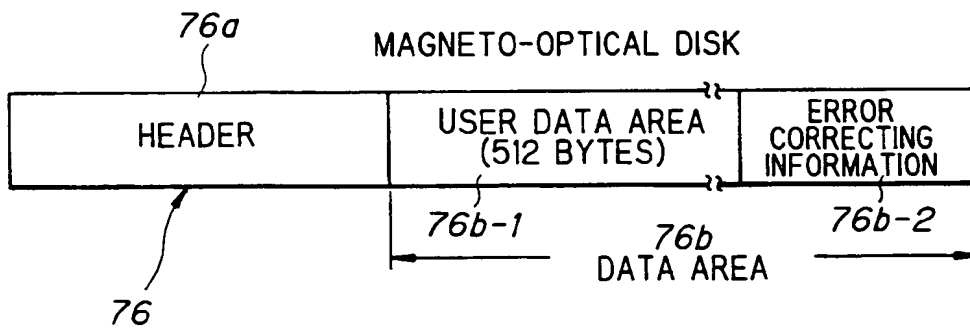 76a
MAGNETO-OPTICAL DISK
HEADER
USER DATA AREA
(512 BYTES)
ERROR
CORRECTING
INFORMATION
76b-1
76b
76b-2
DATA AREA
76